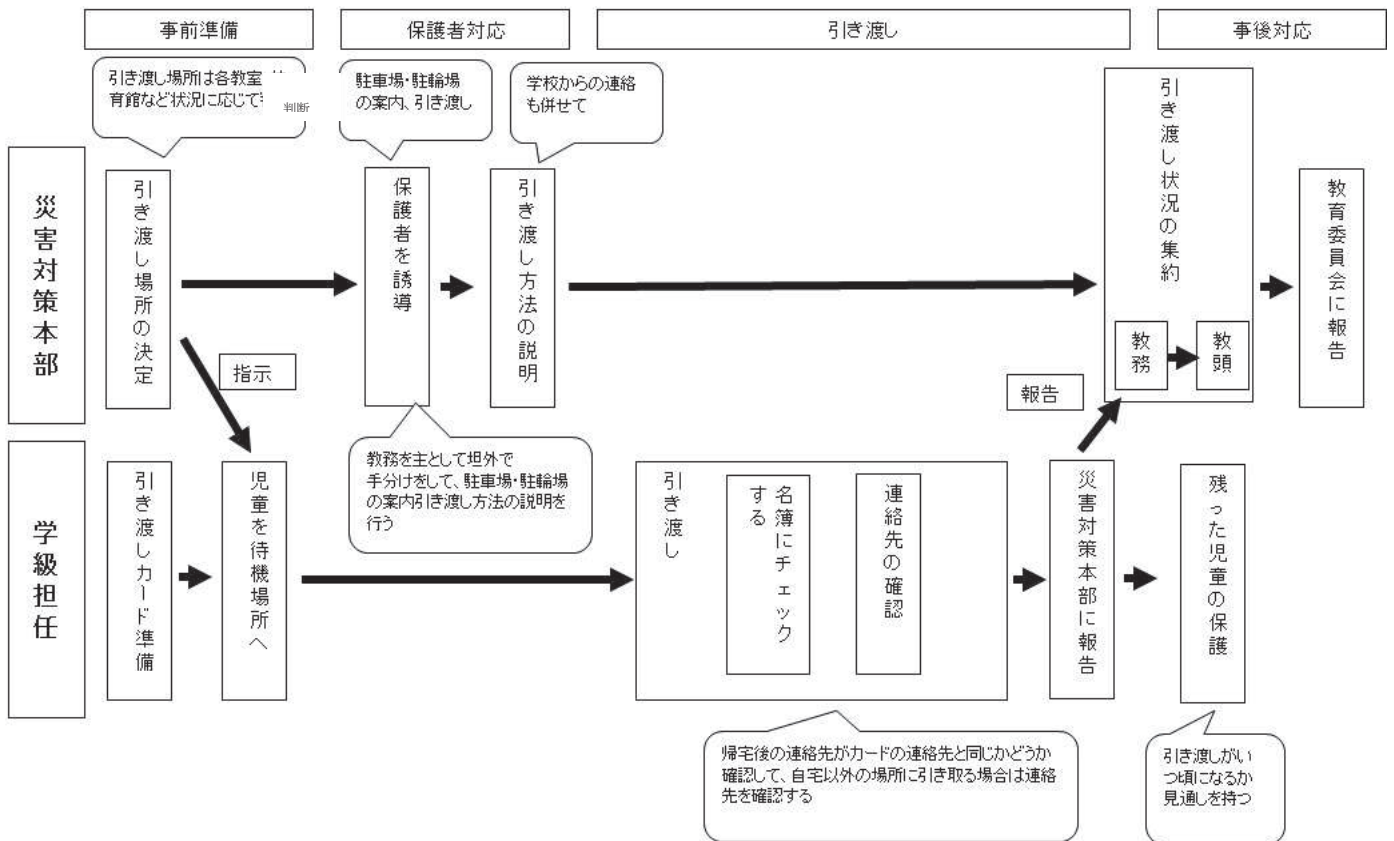 事前準備
保護者対応
引き渡し
事後対応
引き渡し場所は各教室
育館など状況に応じて
判断
駐車場・駐輪場
の案内、引き渡し
学校からの連絡
も併せて
災害対策本部
引き渡し場所の決定
保護者を誘導
引き渡し方法の説明
引き渡し状況の集約
教務
教頭
教育委員会に報告
指示
報告
教務を主として坦外で
手分けをして、駐車場・駐輪場
の案内引き渡し方法の説明を
行う
学級担任
引き渡しカード準備
児童を待機場所へ
引き渡し
名簿にチェック
する
連絡先の確認
災害対策本部に報告
残った児童の保護
帰宅後の連絡先がカードの連絡先と同じかどうか
確認して、自宅以外の場所に引き取る場合は連絡
先を確認する
引き渡しがい
つ頃になるか
見通しを持つ